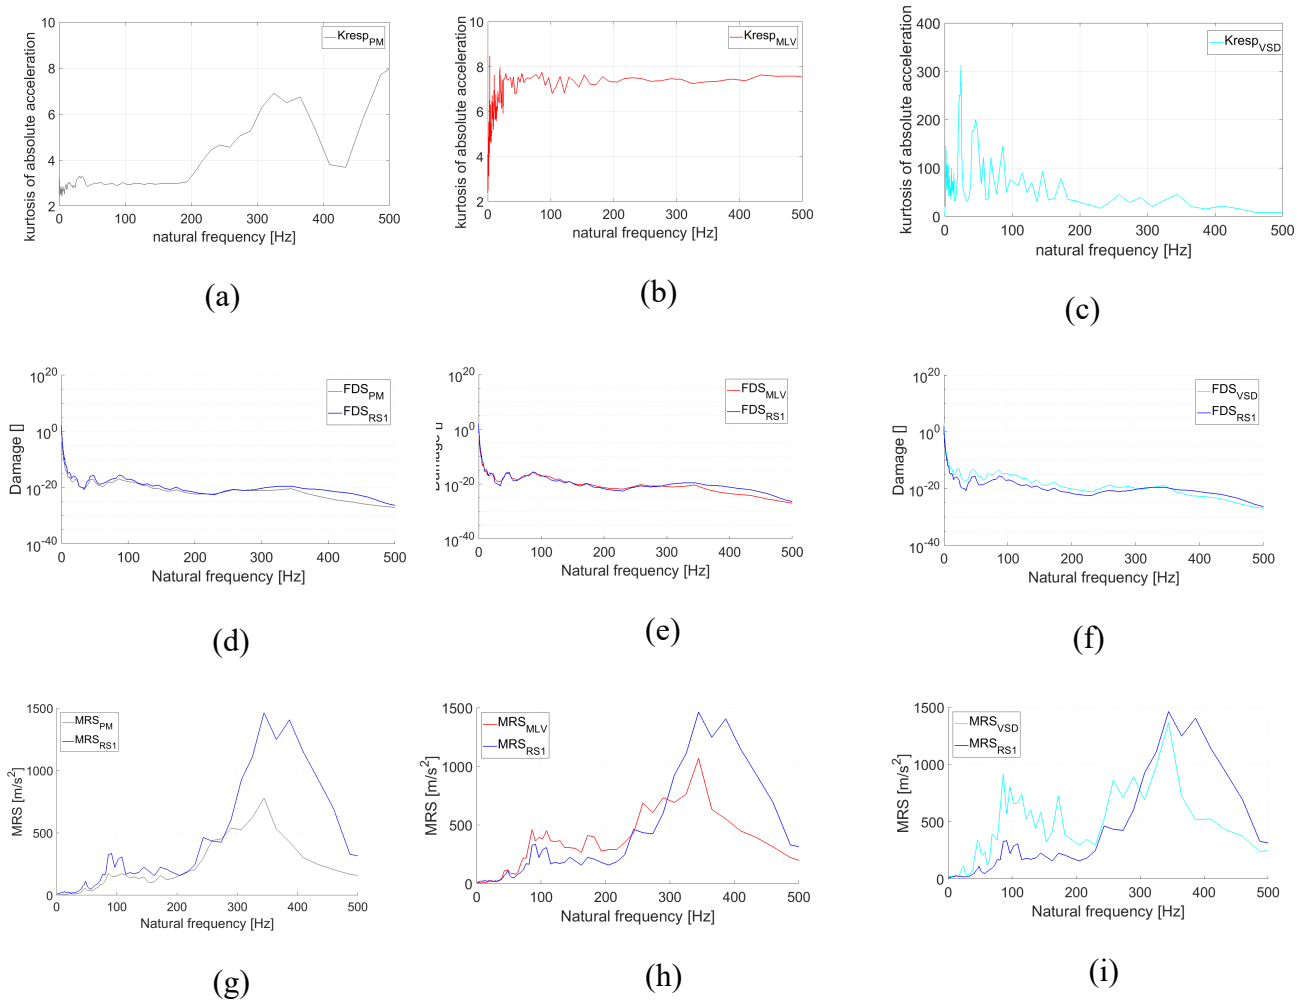 kurtosis of absolute acceleration
10
8
6
4
2
Kresp_PM
0 100 200 300 400 500
natural frequency [Hz]
(a)
kurtosis of absolute acceleration
10
8
6
4
2
Kresp_MLV
0 100 200 300 400 500
natural frequency [Hz]
(b)
kurtosis of absolute acceleration
400
300
200
100
0
Kresp_VSD
0 100 200 300 400 500
natural frequency [Hz]
(c)
Damage []
10^20
10^0
10^-20
10^-40
FDS_PM
FDS_RS1
0 100 200 300 400 500
Natural frequency [Hz]
(d)
10^20
10^0
10^-20
10^-40
FDS_MLV
FDS_RS1
0 100 200 300 400 500
Natural frequency [Hz]
(e)
Damage []
10^20
10^0
10^-20
10^-40
FDS_VSD
FDS_RS1
0 100 200 300 400 500
Natural frequency [Hz]
(f)
MRS [m/s^2]
1500
1000
500
0
MRS_PM
MRS_RS1
0 100 200 300 400 500
Natural frequency [Hz]
(g)
MRS [m/s^2]
1500
1000
500
0
MRS_MLV
MRS_RS1
0 100 200 300 400 500
Natural frequency [Hz]
(h)
MRS [m/s^2]
1500
1000
500
0
MRS_VSD
MRS_RS1
0 100 200 300 400 500
Natural frequency [Hz]
(i)